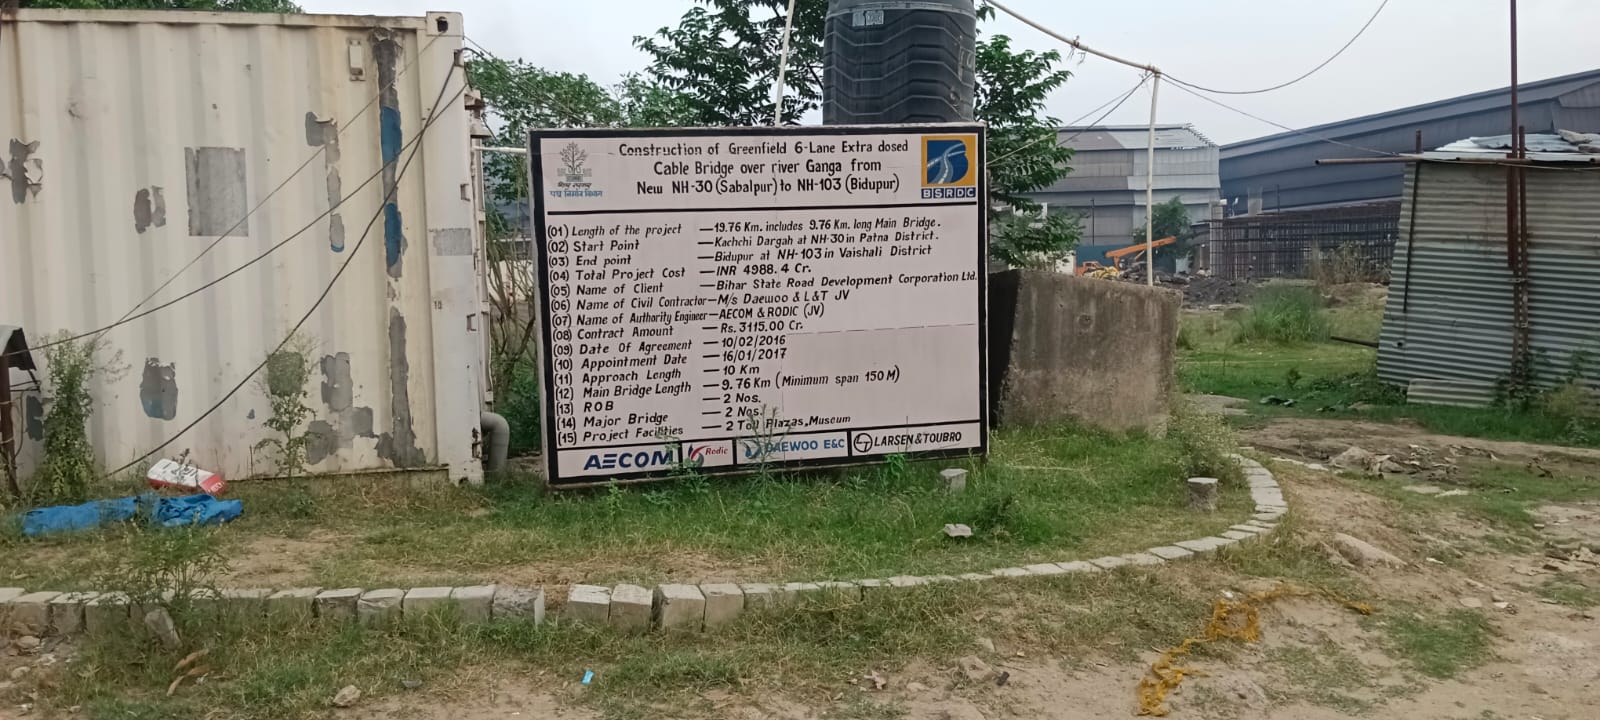 Construction of Greenfield 6-Lane Extra dosed
Cable Bridge over river Ganga from
New NH-30 (Sabalpur) to NH-103 (Bidupur)
पथ निर्माण विभाग
BSRDC
(01) Length of the project — 19.76 Km. includes 9.76 Km. long Main Bridge.
(02) Start Point — Kachchi Dargah at NH-30 in Patna District.
(03) End point — Bidupur at NH-103 in Vaishali District
(04) Total Project Cost — INR 4988.4 Cr.
(05) Name of Client — Bihar State Road Development Corporation Ltd.
(06) Name of Civil Contractor — M/s Daewoo & L&T JV
(07) Name of Authority Engineer — AECOM & RODIC (JV)
(08) Contract Amount — Rs. 3115.00 Cr.
(09) Date Of Agreement — 10/02/2016
(10) Appointment Date — 16/01/2017
(11) Approach Length — 10 Km
(12) Main Bridge Length — 9.76 Km (Minimum span 150 M)
(13) ROB — 2 Nos.
(14) Major Bridge — 2 Nos.
(15) Project Facilities — 2 Toll Plazas, Museum
AECOM Rodic DAEWOO E&C LARSEN & TOUBRO